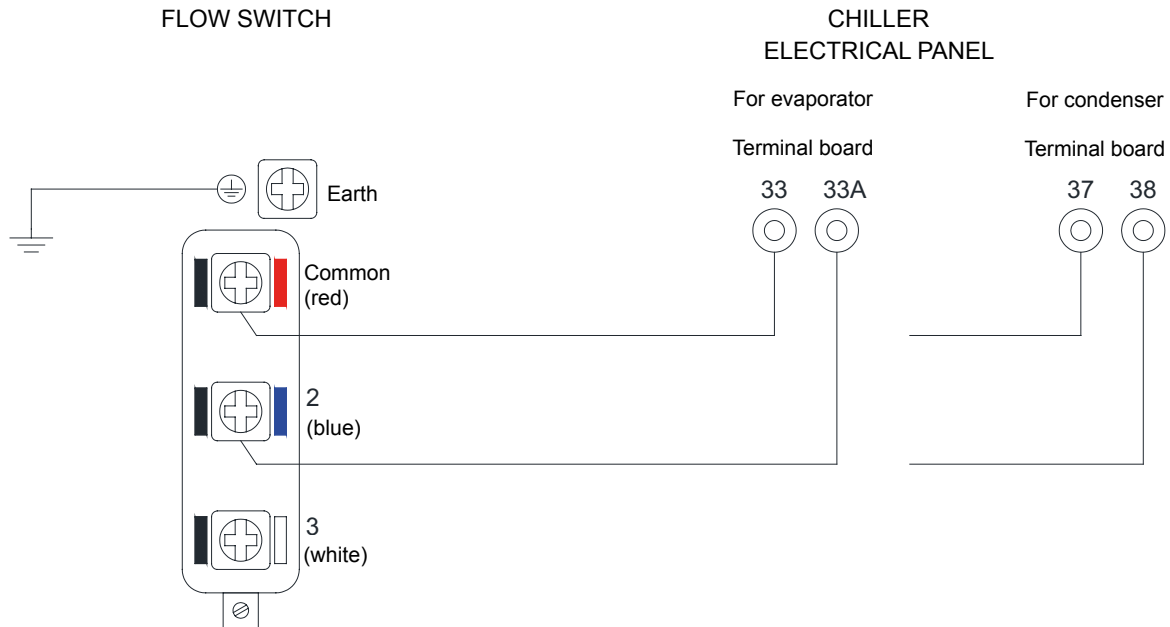 FLOW SWITCH
CHILLER
ELECTRICAL PANEL
For evaporator
For condenser
Terminal board
Terminal board
33
33A
37
38
Earth
Common
(red)
2
(blue)
3
(white)